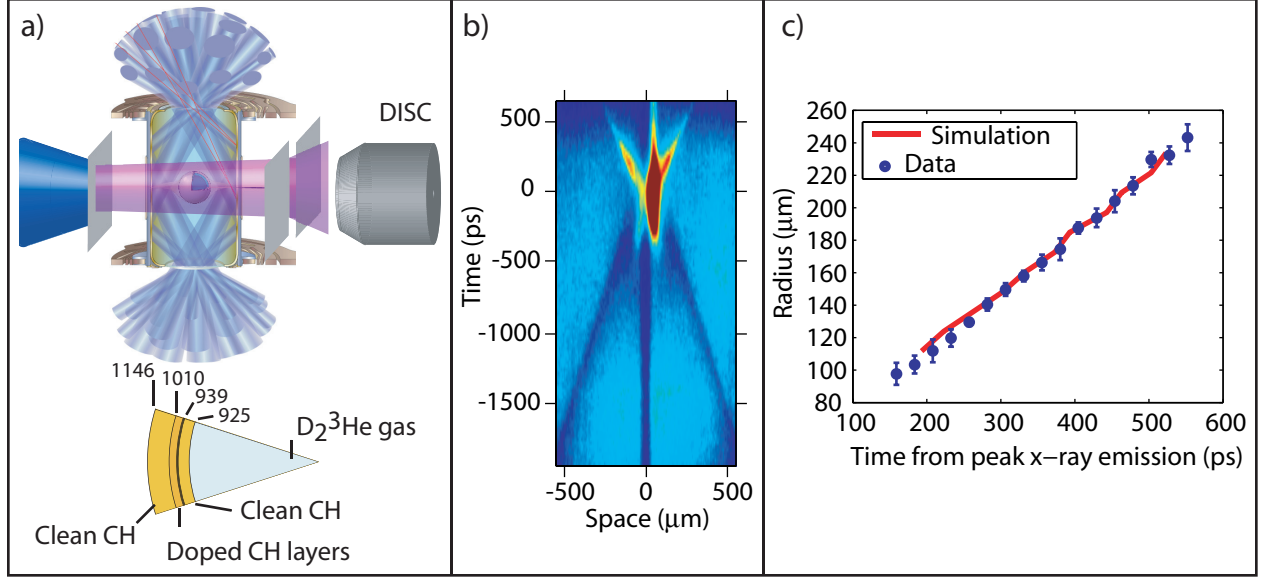 a)
DISC
1146
1010
939
925
D₂³He gas
Clean CH
Clean CH
Doped CH layers
b)
500
0
-500
-1000
-1500
Time (ps)
-500
0
500
Space (μm)
c)
260
240
220
200
180
160
140
120
100
80
Radius (μm)
Simulation
Data
100
200
300
400
500
600
Time from peak x−ray emission (ps)